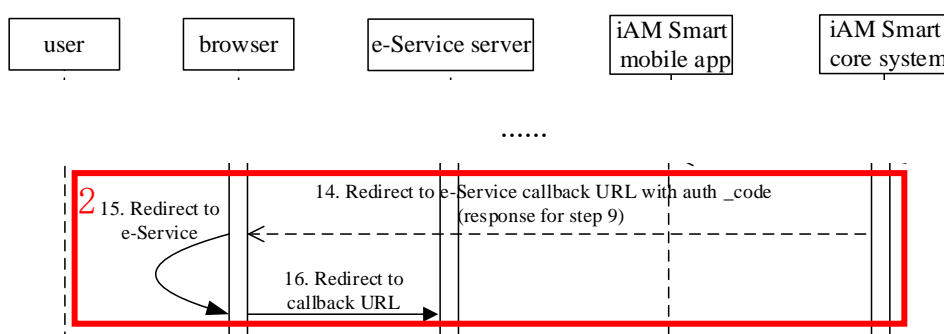 user
browser
e-Service server
iAM Smart
mobile app
iAM Smart
core system
......
2
14. Redirect to e-Service callback URL with auth _code
(response for step 9)
15. Redirect to
e-Service
16. Redirect to
callback URL